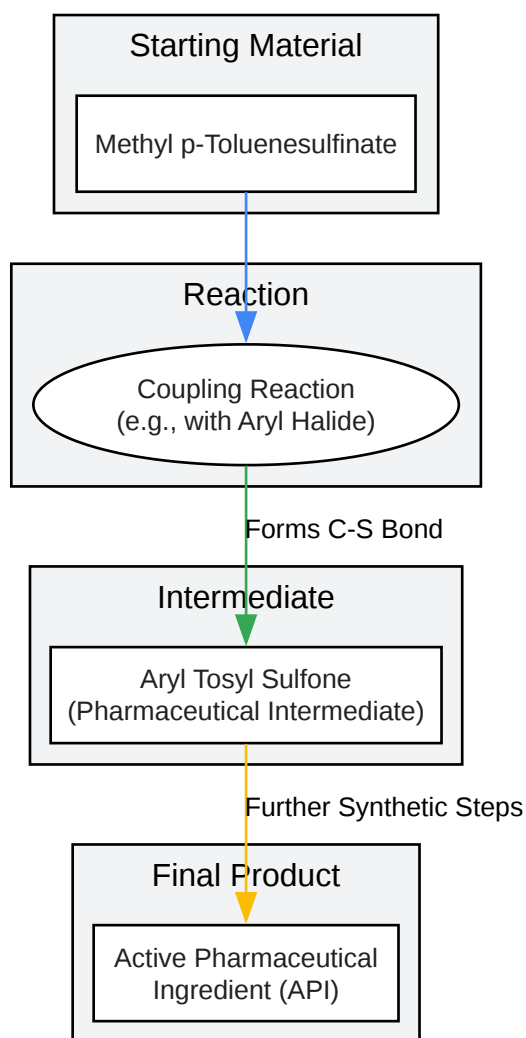 Starting Material
Methyl p-Toluenesulfinate
Reaction
Coupling Reaction
(e.g., with Aryl Halide)
Forms C-S Bond
Intermediate
Aryl Tosyl Sulfone
(Pharmaceutical Intermediate)
Further Synthetic Steps
Final Product
Active Pharmaceutical
Ingredient (API)